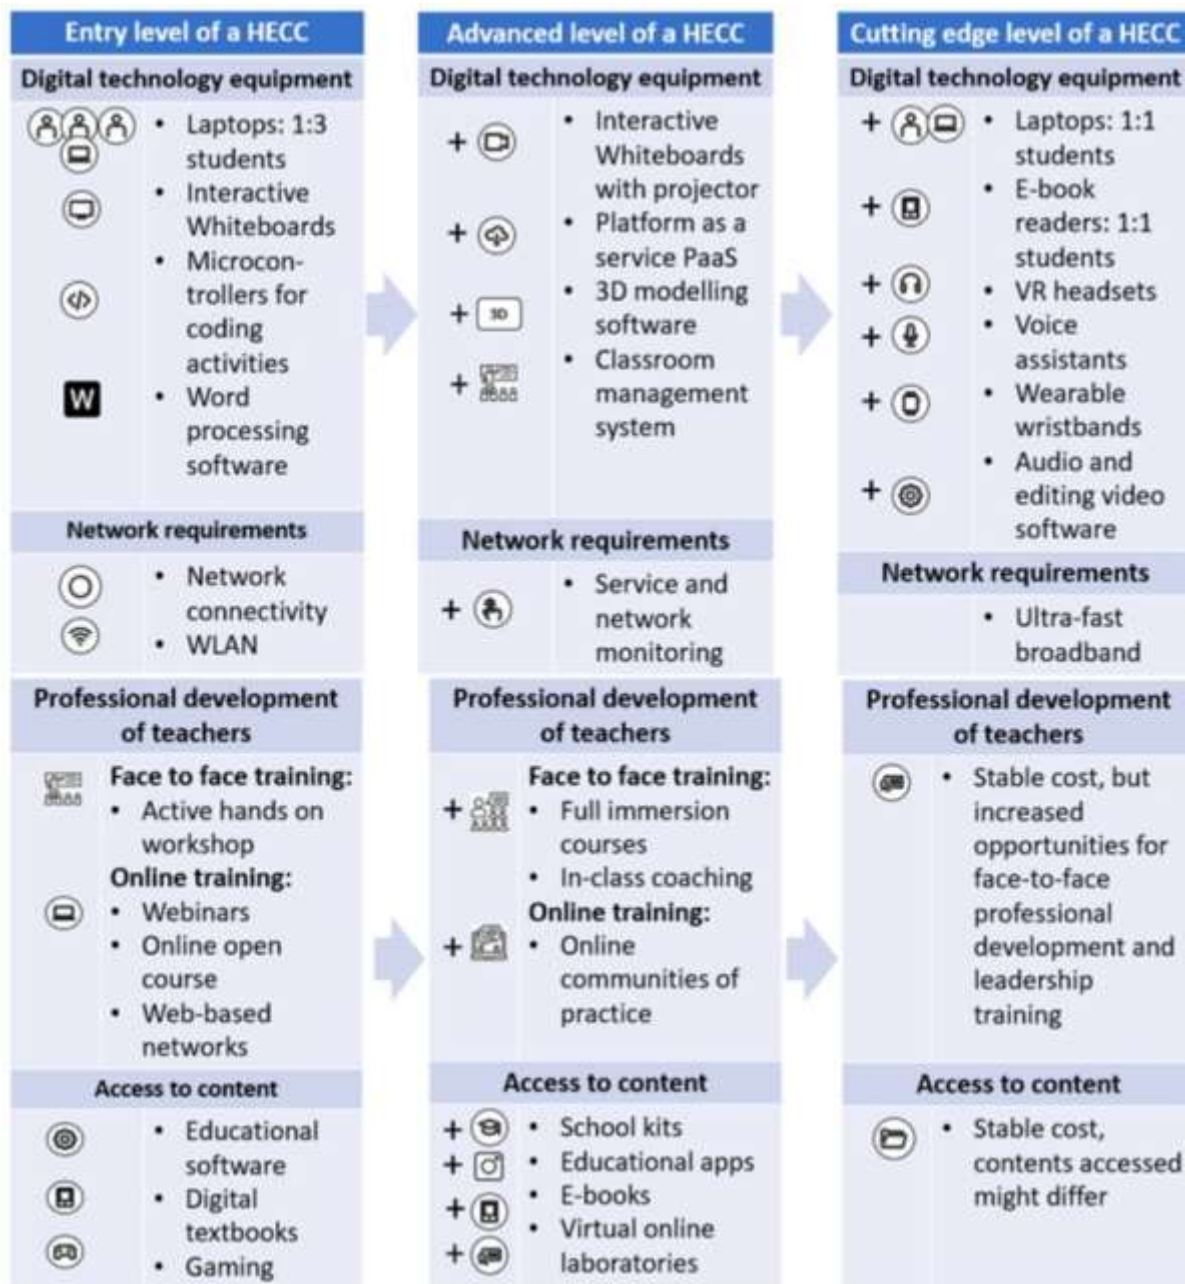 Entry level of a HECC
Digital technology equipment
• Laptops: 1:3
students
• Interactive
Whiteboards
• Microcon-
trollers for
coding
activities
W
• Word
processing
software
Network requirements
• Network
connectivity
• WLAN
Professional development
of teachers
Face to face training:
• Active hands on
workshop
Online training:
• Webinars
• Online open
course
• Web-based
networks
Access to content
• Educational
software
• Digital
textbooks
• Gaming
Advanced level of a HECC
Digital technology equipment
+ • Interactive
Whiteboards
with projector
+ • Platform as a
service PaaS
+ 3D • 3D modelling
software
+ • Classroom
management
system
Network requirements
+ • Service and
network
monitoring
Professional development
of teachers
Face to face training:
+ • Full immersion
courses
• In-class coaching
Online training:
+ • Online
communities of
practice
Access to content
+ • School kits
+ • Educational apps
+ • E-books
+ • Virtual online
laboratories
Cutting edge level of a HECC
Digital technology equipment
+ • Laptops: 1:1
students
+ • E-book
readers: 1:1
students
+ • VR headsets
+ • Voice
assistants
+ • Wearable
wristbands
+ • Audio and
editing video
software
Network requirements
• Ultra-fast
broadband
Professional development
of teachers
• Stable cost, but
increased
opportunities for
face-to-face
professional
development and
leadership
training
Access to content
• Stable cost,
contents accessed
might differ